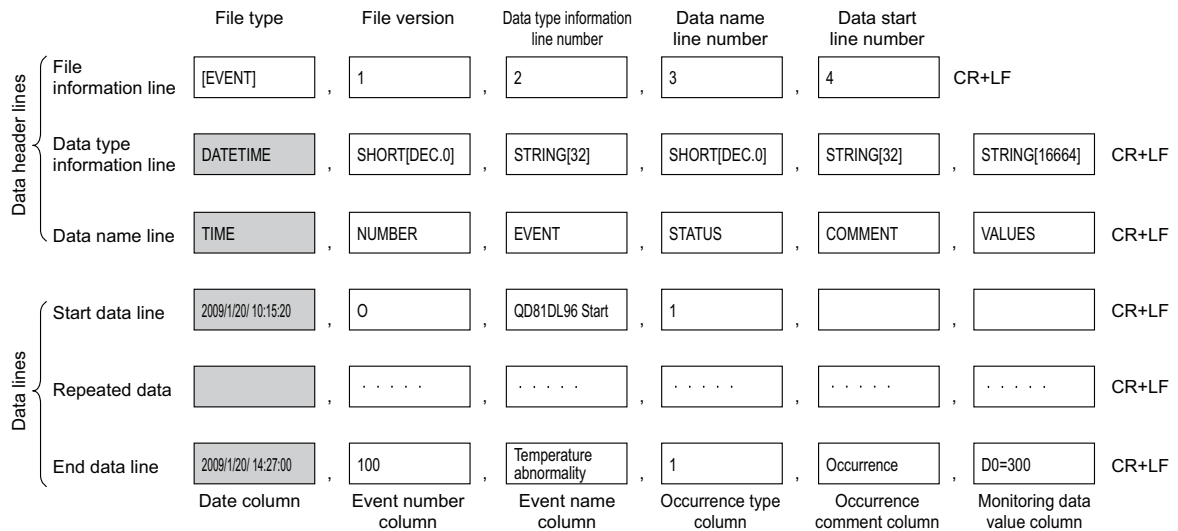 File type File version Data type information line number Data name line number Data start line number
Data header lines
File information line [EVENT] , 1 , 2 , 3 , 4 CR+LF
Data type information line DATETIME , SHORT[DEC.0] , STRING[32] , SHORT[DEC.0] , STRING[32] , STRING[16664] CR+LF
Data name line TIME , NUMBER , EVENT , STATUS , COMMENT , VALUES CR+LF
Data lines
Start data line 2009/1/20/ 10:15:20 , O , QD81DL96 Start , 1 , , CR+LF
Repeated data , · · · · · , · · · · · , · · · · · , · · · · · , · · · · · CR+LF
End data line 2009/1/20/ 14:27:00 , 100 , Temperature abnormality , 1 , Occurrence , D0=300 CR+LF
Date column Event number column Event name column Occurrence type column Occurrence comment column Monitoring data value column